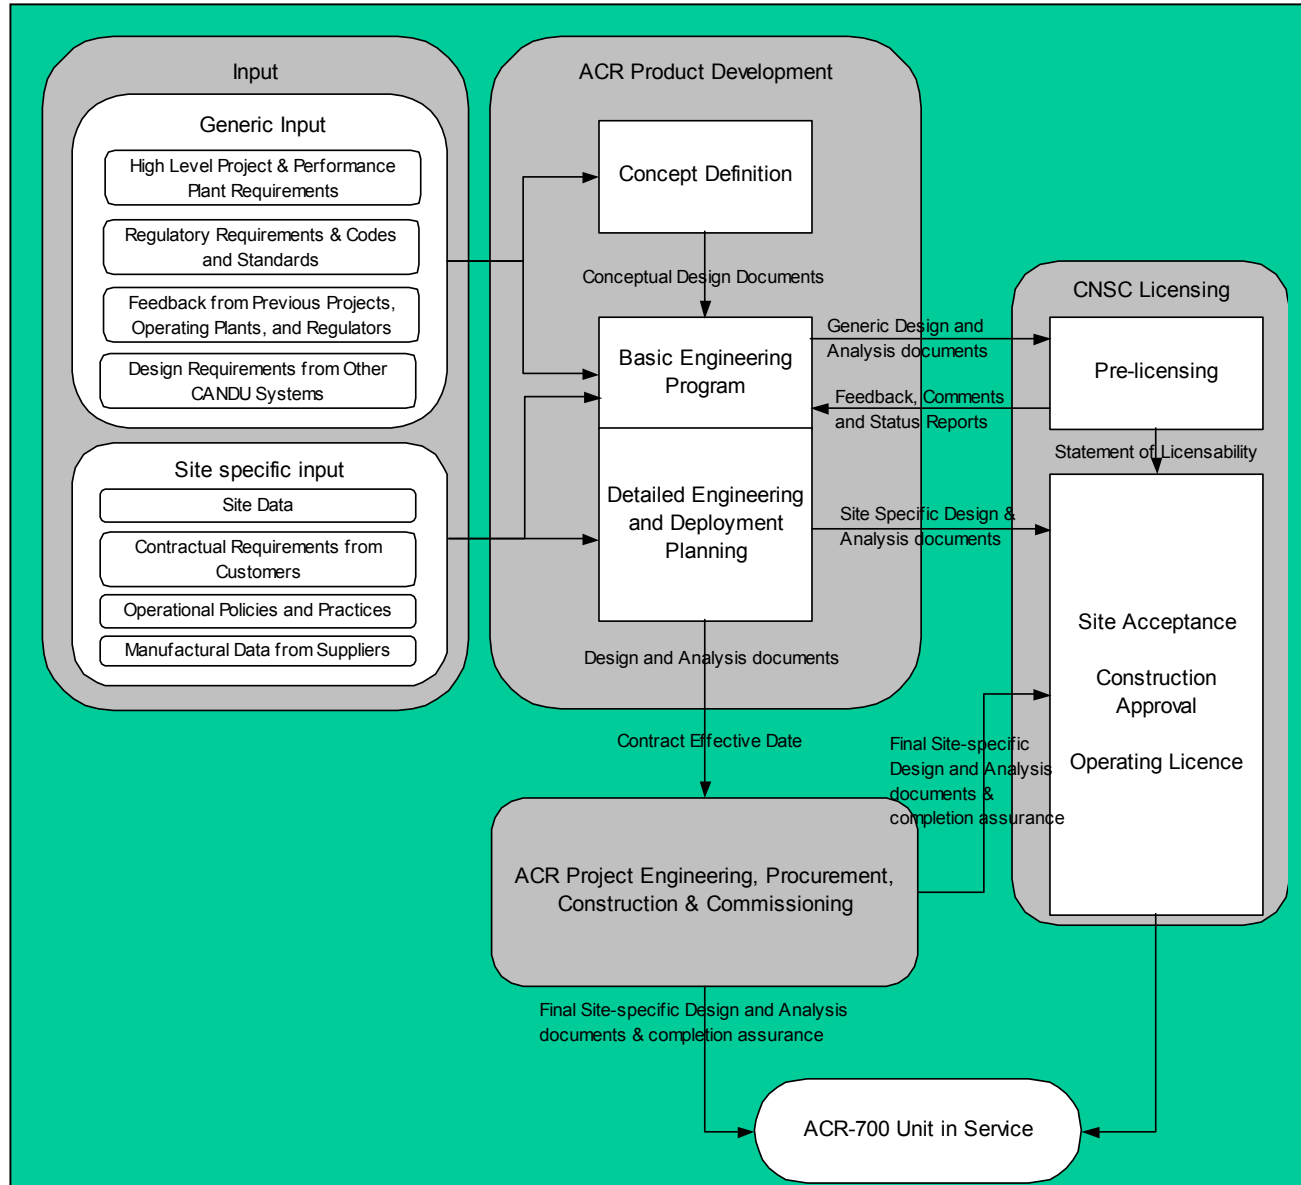 Input
Generic Input
High Level Project & Performance
Plant Requirements
Regulatory Requirements & Codes
and Standards
Feedback from Previous Projects,
Operating Plants, and Regulators
Design Requirements from Other
CANDU Systems
Site specific input
Site Data
Contractual Requirements from
Customers
Operational Policies and Practices
Manufactural Data from Suppliers
ACR Product Development
Concept Definition
Conceptual Design Documents
Basic Engineering
Program
Detailed Engineering
and Deployment
Planning
Design and Analysis documents
Contract Effective Date
Generic Design and
Analysis documents
Feedback, Comments
and Status Reports
Site Specific Design &
Analysis documents
CNSC Licensing
Pre-licensing
Statement of Licensability
Site Acceptance
Construction
Approval
Operating Licence
Final Site-specific
Design and Analysis
documents &
completion assurance
ACR Project Engineering, Procurement,
Construction & Commissioning
Final Site-specific Design and Analysis
documents & completion assurance
ACR-700 Unit in Service